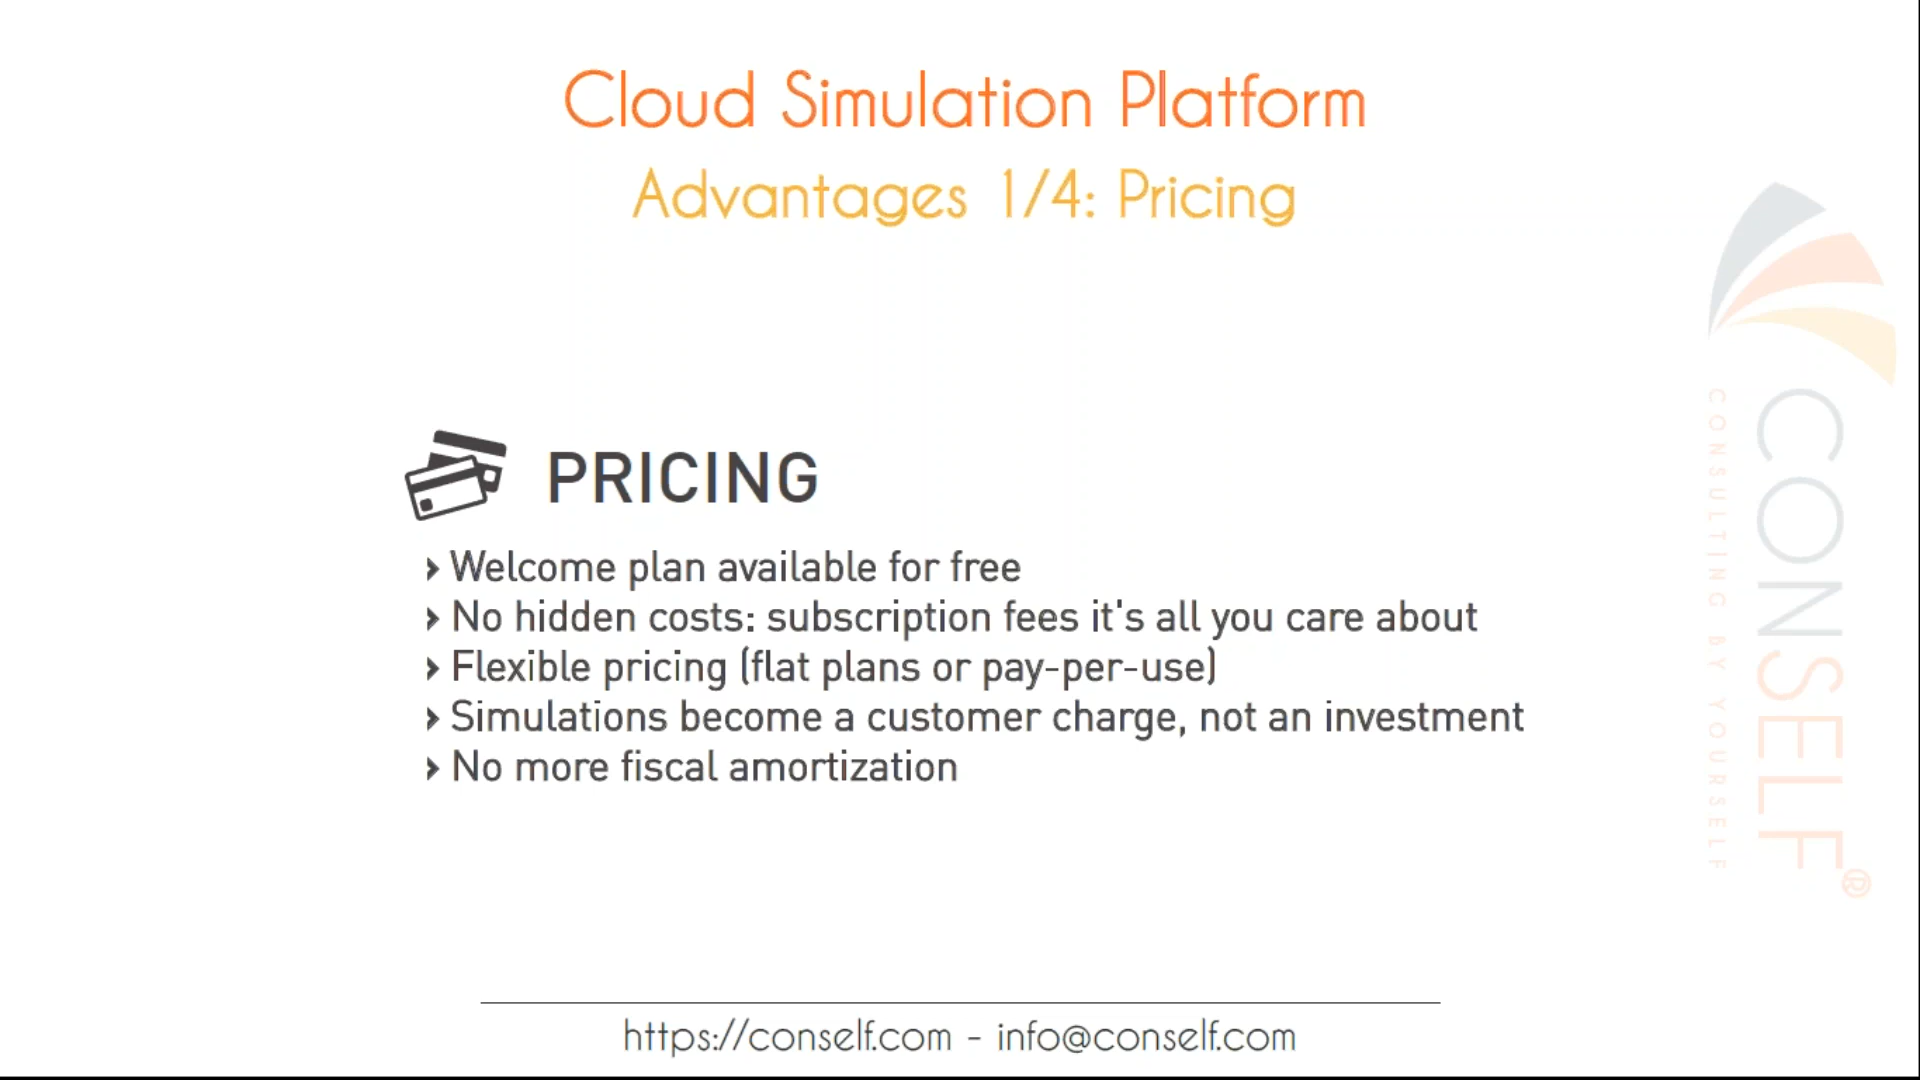 Cloud Simulation Platform
Advantages 1/4: Pricing
PRICING
Welcome plan available for free
No hidden costs: subscription fees it's all you care about
Flexible pricing (flat plans or pay-per-use)
Simulations become a customer charge, not an investment
No more fiscal amortization
CONSELF®
CONSULTING BY YOURSELF
https://conself.com - info@conself.com